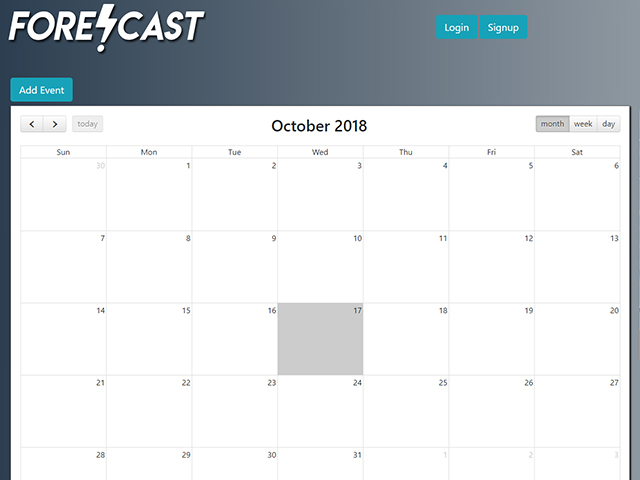 FORE⚡CAST
Login Signup
Add Event
< > today October 2018 month week day
Sun Mon Tue Wed Thu Fri Sat
30 1 2 3 4 5 6
7 8 9 10 11 12 13
14 15 16 17 18 19 20
21 22 23 24 25 26 27
28 29 30 31 1 2 3